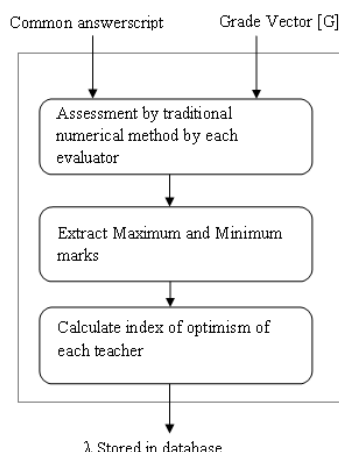 Common answerscript Grade Vector [G]
Assessment by traditional
numerical method by each
evaluator
Extract Maximum and Minimum
marks
Calculate index of optimism of
each teacher
λ Stored in database